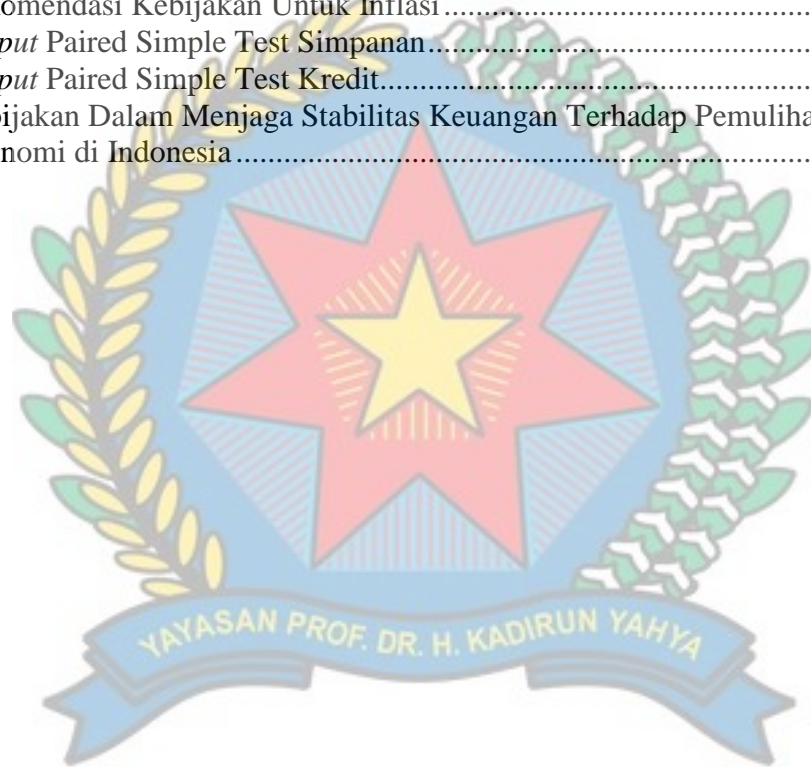 omendasi Kebijakan Untuk Inflasi
put Paired Simple Test Simpanan
put Paired Simple Test Kredit
bijakan Dalam Menjaga Stabilitas Keuangan Terhadap Pemuliha
nomi di Indonesia
YAYASAN PROF. DR. H. KADIRUN YAHYA